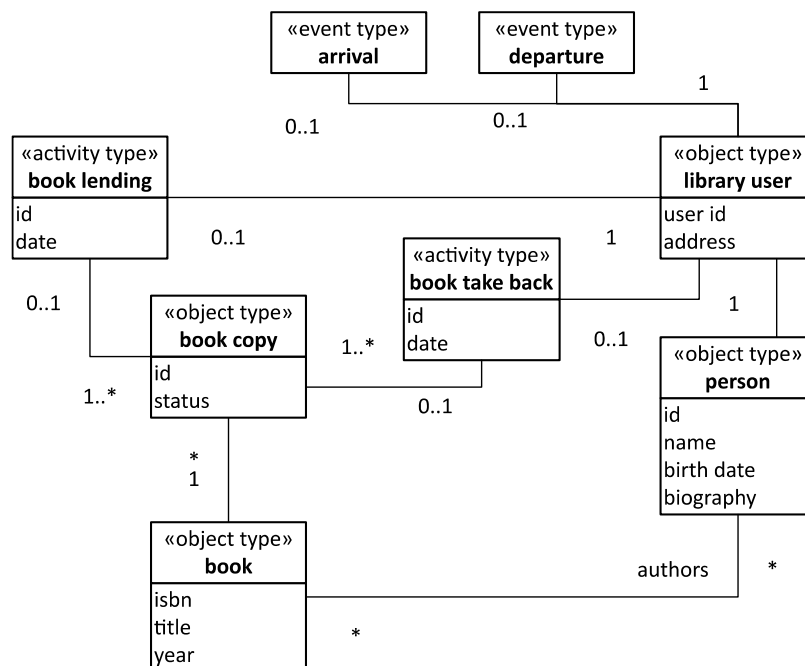 «event type»
arrival
«event type»
departure
1
0..1
0..1
«activity type»
book lending
id
date
«object type»
library user
user id
address
0..1
1
«activity type»
book take back
id
date
0..1
«object type»
book copy
id
status
1..*
0..1
1
1..*
0..1
«object type»
person
id
name
birth date
biography
*
1
«object type»
book
isbn
title
year
authors
*
*